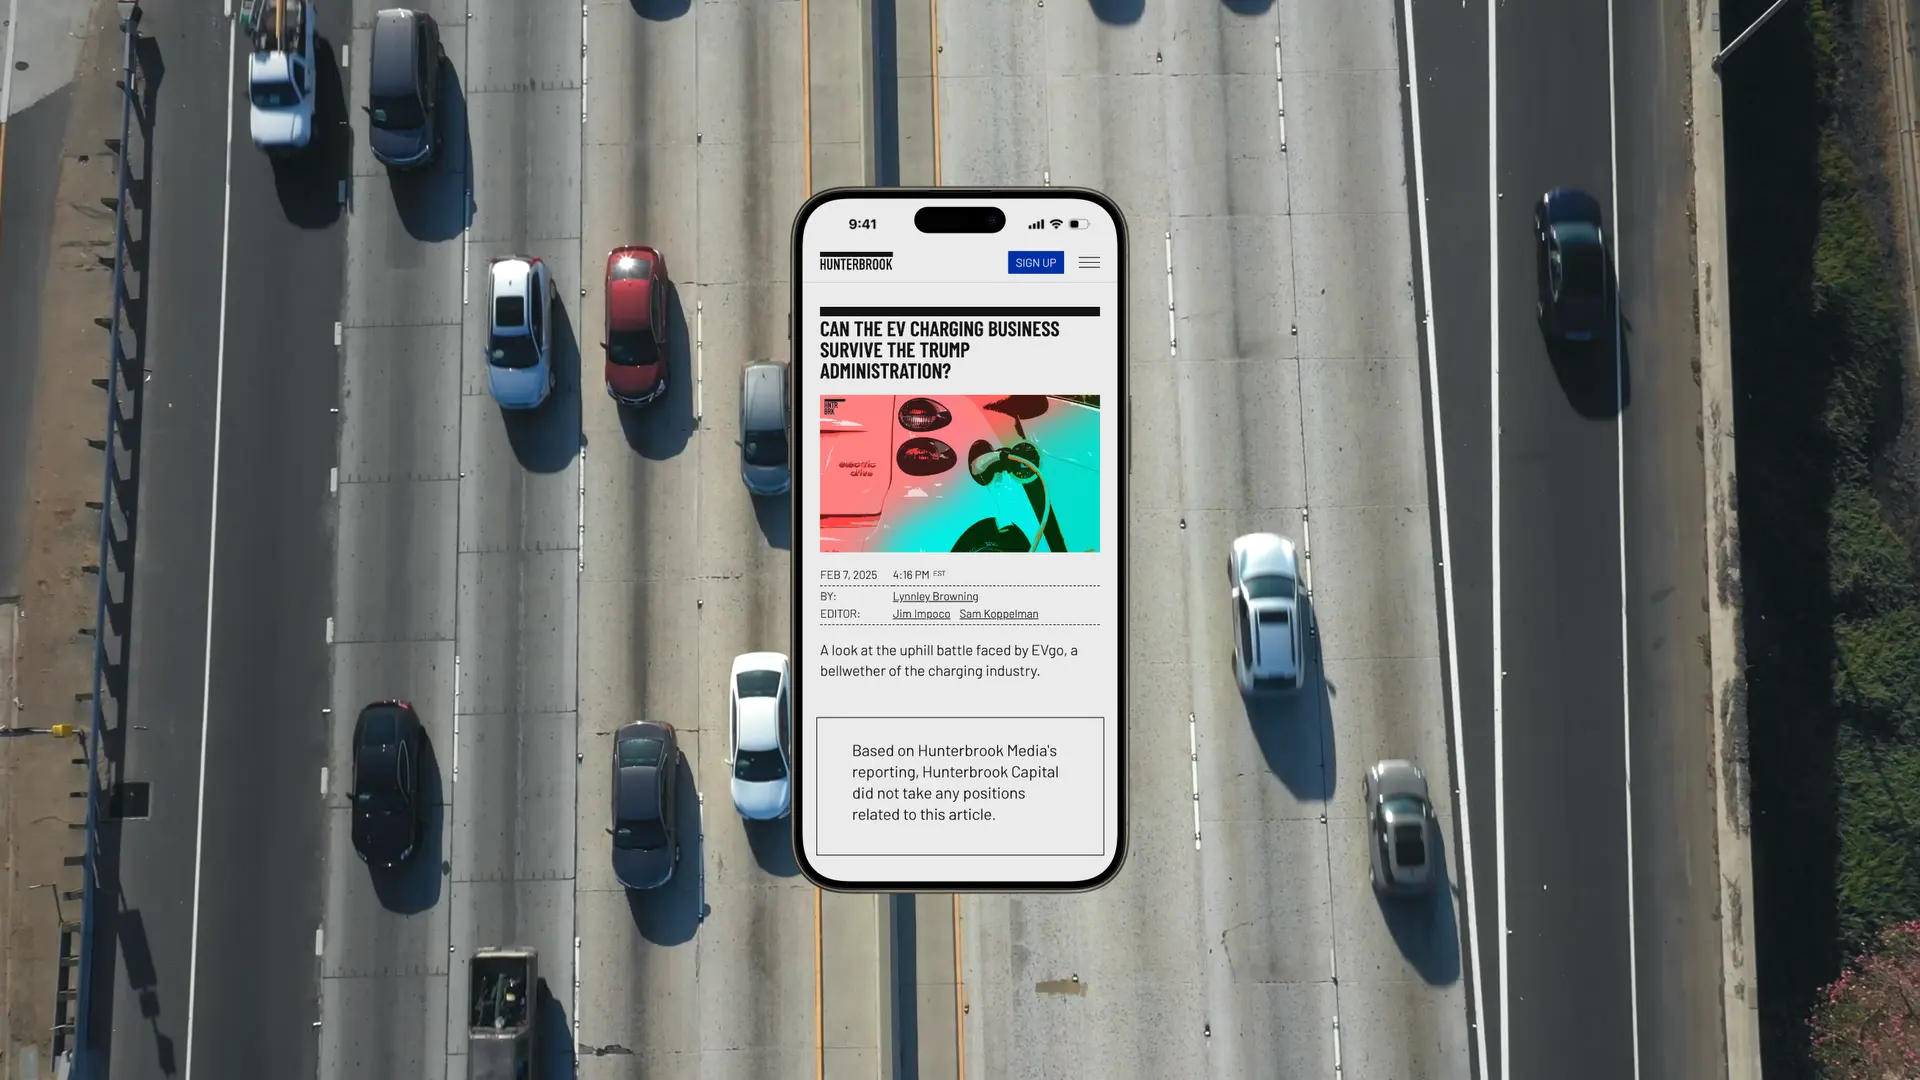 9:41
HUNTERBROOK
SIGN UP
CAN THE EV CHARGING BUSINESS
SURVIVE THE TRUMP
ADMINISTRATION?
HNTR
BRK
electric
drive
FEB 7, 2025 4:16 PM EST
BY: Lynnley Browning
EDITOR: Jim Impoco Sam Koppelman
A look at the uphill battle faced by EVgo, a
bellwether of the charging industry.
Based on Hunterbrook Media's
reporting, Hunterbrook Capital
did not take any positions
related to this article.